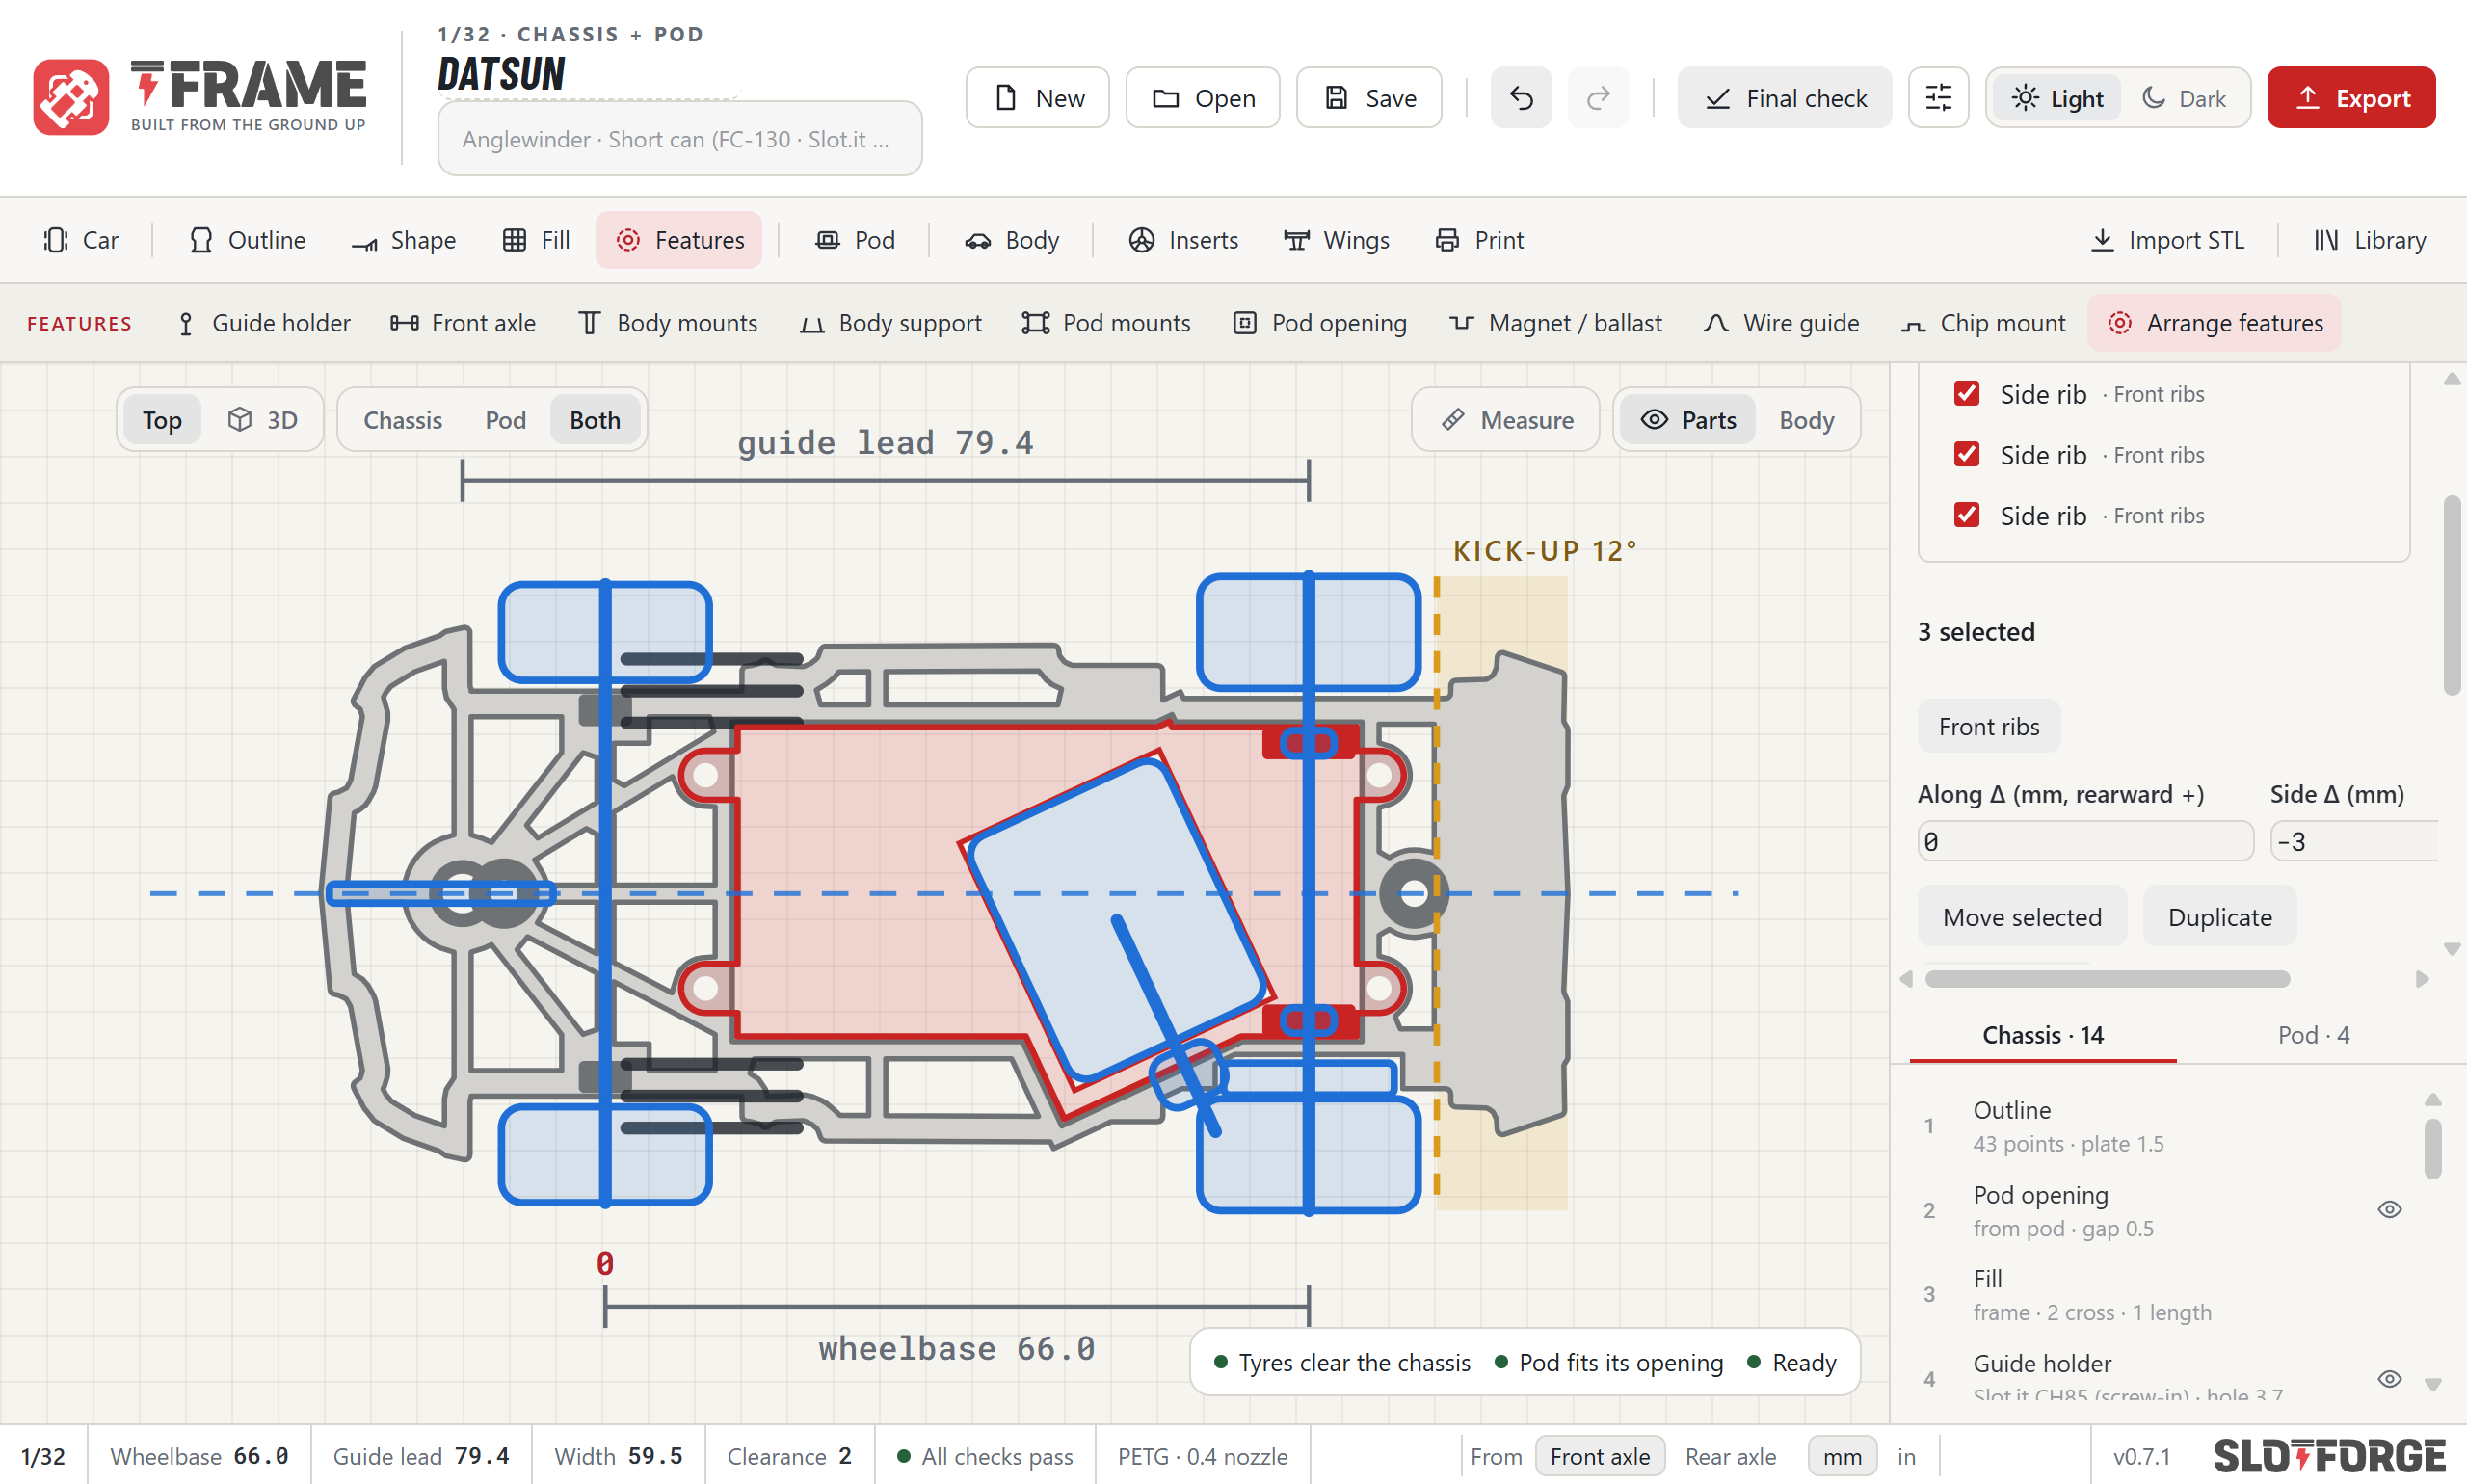 1/32 · CHASSIS + POD
FRAME
BUILT FROM THE GROUND UP
DATSUN
Anglewinder · Short can (FC-130 · Slot.it ...
New
Open
Save
Final check
Light
Dark
Export
Car
Outline
Shape
Fill
Features
Pod
Body
Inserts
Wings
Print
Import STL
Library
FEATURES
Guide holder
Front axle
Body mounts
Body support
Pod mounts
Pod opening
Magnet / ballast
Wire guide
Chip mount
Arrange features
Top
3D
Chassis
Pod
Both
Measure
Parts
Body
guide lead 79.4
KICK-UP 12°
0
wheelbase 66.0
Tyres clear the chassis
Pod fits its opening
Ready
Side rib · Front ribs
Side rib · Front ribs
Side rib · Front ribs
3 selected
Front ribs
Along Δ (mm, rearward +)
Side Δ (mm)
0
-3
Move selected
Duplicate
Chassis · 14
Pod · 4
1
Outline
43 points · plate 1.5
2
Pod opening
from pod · gap 0.5
3
Fill
frame · 2 cross · 1 length
4
Guide holder
Slot.it CH85 (screw-in) · hole 3.7
1/32
Wheelbase 66.0
Guide lead 79.4
Width 59.5
Clearance 2
All checks pass
PETG · 0.4 nozzle
From
Front axle
Rear axle
mm
in
v0.7.1
SLOTFORGE